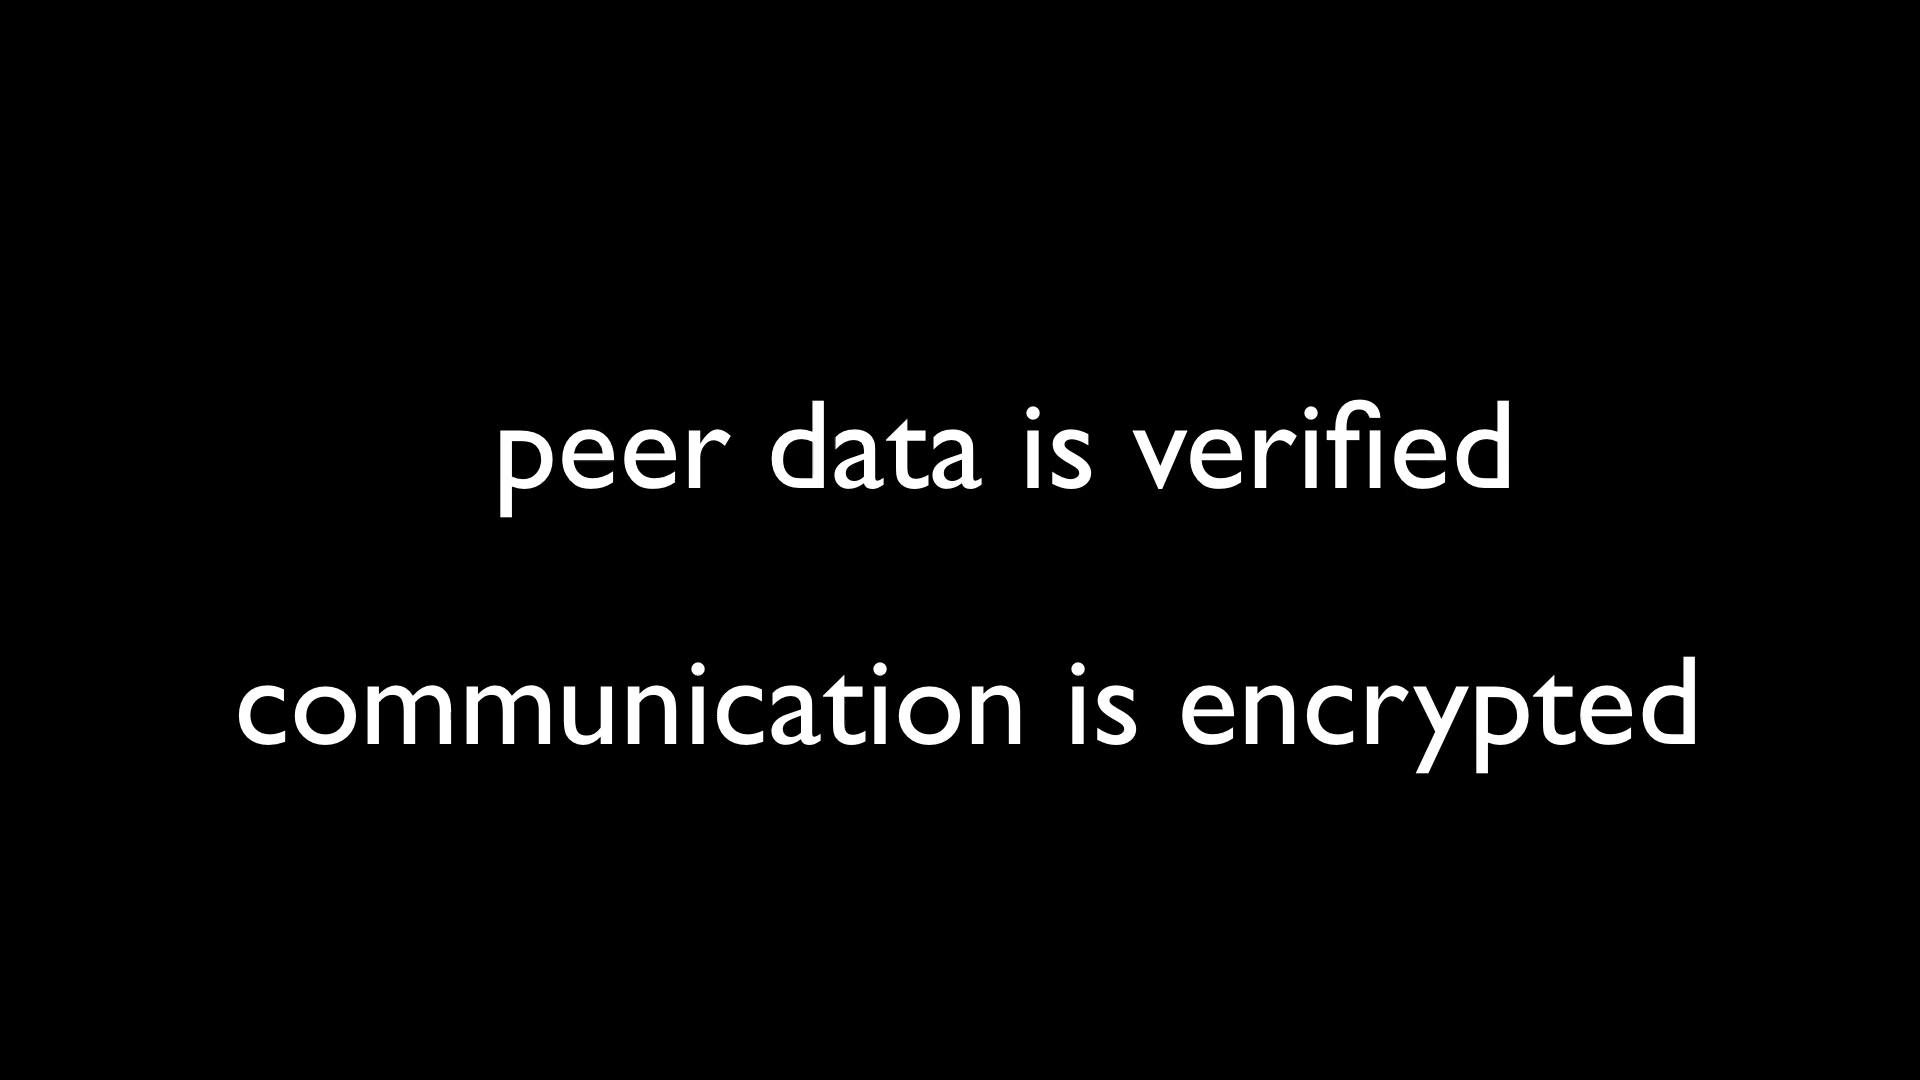 peer data is verified
communication is encrypted